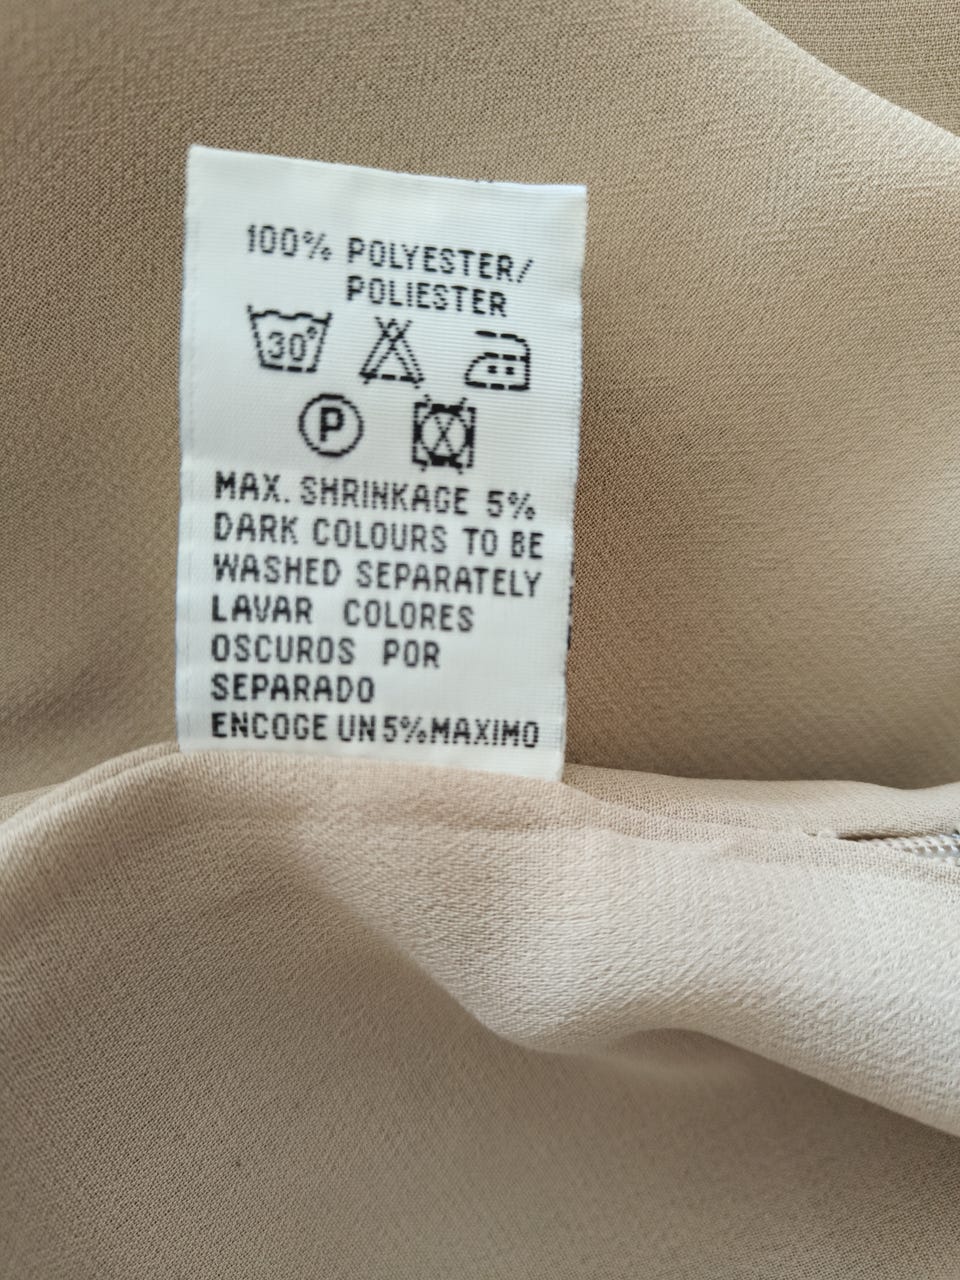 100% POLYESTER/
POLIESTER
30°
P
MAX. SHRINKAGE 5%
DARK COLOURS TO BE
WASHED SEPARATELY
LAVAR COLORES
OSCUROS POR
SEPARADO
ENCOGE UN 5% MAXIMO